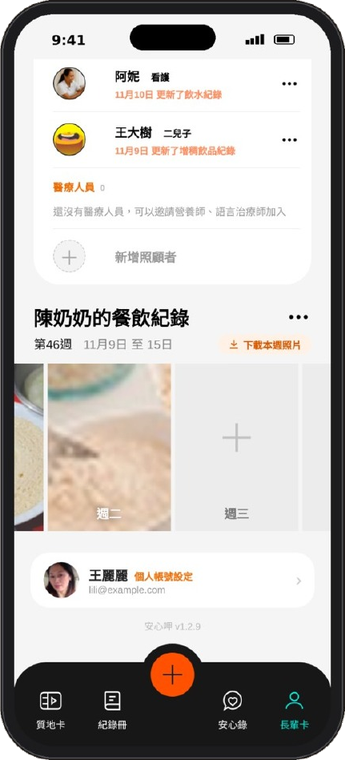 9:41
阿妮 看護
11月10日 更新了飲水紀錄
王大樹 二兒子
11月9日 更新了增稠飲品紀錄
醫療人員 0
還沒有醫療人員，可以邀請營養師、語言治療師加入
新增照顧者
陳奶奶的餐飲紀錄
第46週 11月9日 至 15日
下載本週照片
週二
週三
王麗麗 個人帳號設定
lili@example.com
安心呷 v1.2.9
質地卡
紀錄冊
安心錄
長輩卡